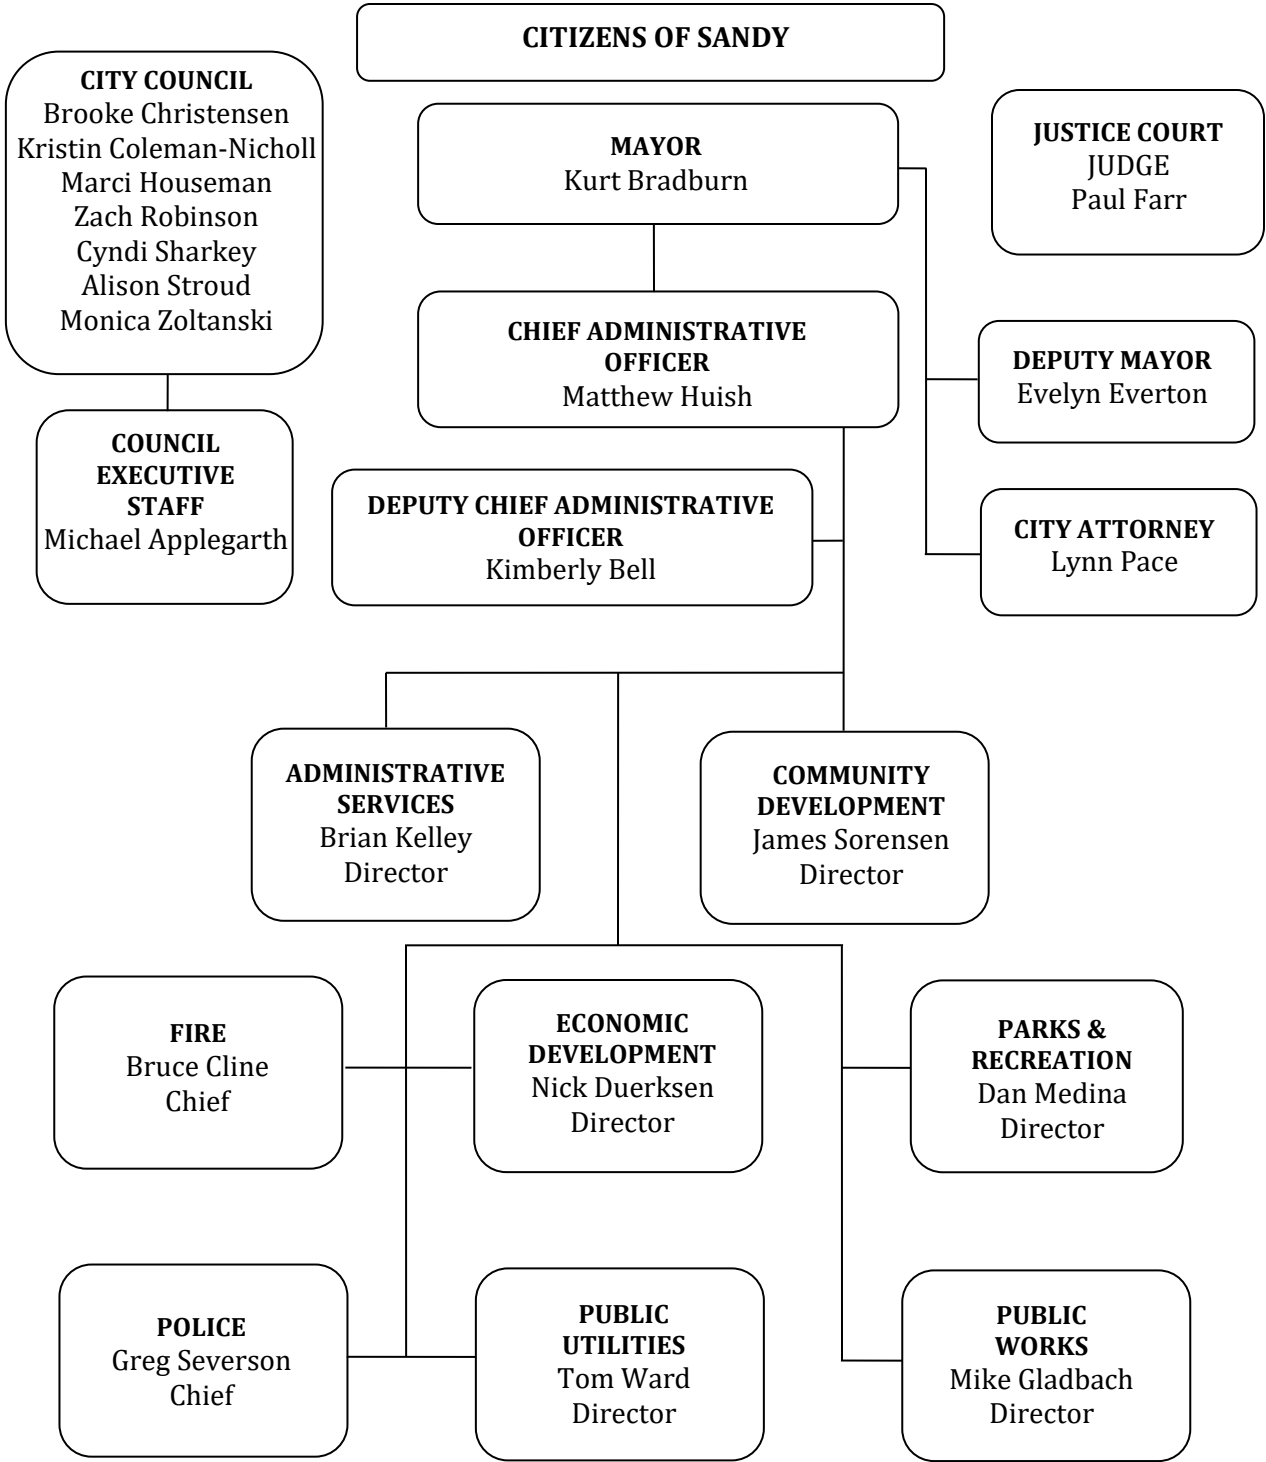 CITIZENS OF SANDY
CITY COUNCIL
Brooke Christensen
Kristin Coleman-Nicholl
Marci Houseman
Zach Robinson
Cyndi Sharkey
Alison Stroud
Monica Zoltanski
MAYOR
Kurt Bradburn
JUSTICE COURT
JUDGE
Paul Farr
CHIEF ADMINISTRATIVE
OFFICER
Matthew Huish
DEPUTY MAYOR
Evelyn Everton
COUNCIL
EXECUTIVE
STAFF
Michael Applegarth
DEPUTY CHIEF ADMINISTRATIVE
OFFICER
Kimberly Bell
CITY ATTORNEY
Lynn Pace
ADMINISTRATIVE
SERVICES
Brian Kelley
Director
COMMUNITY
DEVELOPMENT
James Sorensen
Director
FIRE
Bruce Cline
Chief
ECONOMIC
DEVELOPMENT
Nick Duerksen
Director
PARKS &
RECREATION
Dan Medina
Director
POLICE
Greg Severson
Chief
PUBLIC
UTILITIES
Tom Ward
Director
PUBLIC
WORKS
Mike Gladbach
Director